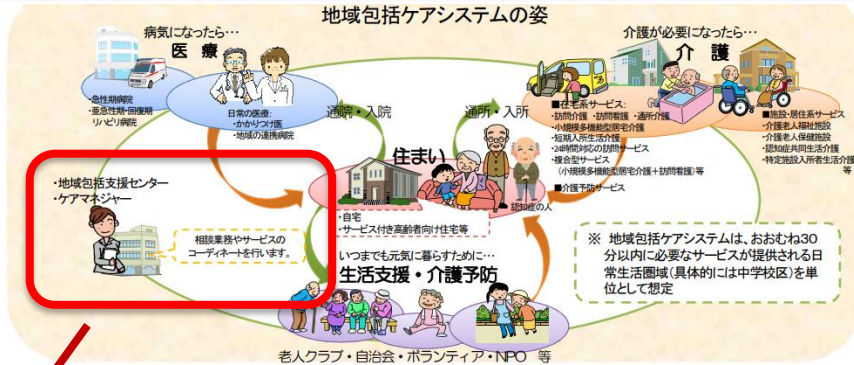 地域包括ケアシステムの姿
病気になったら…
医療
・急性期病院
・亜急性期・回復期
リハビリ病院
日常の医療:
・かかりつけ医
・地域の連携病院
通院・入院
通所・入所
介護が必要になったら…
介護
■在宅系サービス:
・訪問介護・訪問看護・通所介護
・小規模多機能型居宅介護
・短期入所生活介護
・24時間対応の訪問サービス
・複合型サービス
(小規模多機能型居宅介護+訪問看護)等
■介護予防サービス
■施設・居住系サービス
・介護老人福祉施設
・介護老人保健施設
・認知症共同生活介護
・特定施設入所者生活介護
等
住まい
認知症の人
・自宅
・サービス付き高齢者向け住宅等
・地域包括支援センター
・ケアマネジャー
相談業務やサービスの
コーディネートを行います。
いつまでも元気に暮らすために…
生活支援・介護予防
老人クラブ・自治会・ボランティア・NPO 等
※ 地域包括ケアシステムは、おおむね30
分以内に必要なサービスが提供される日
常生活圏域(具体的には中学校区)を単
位として想定